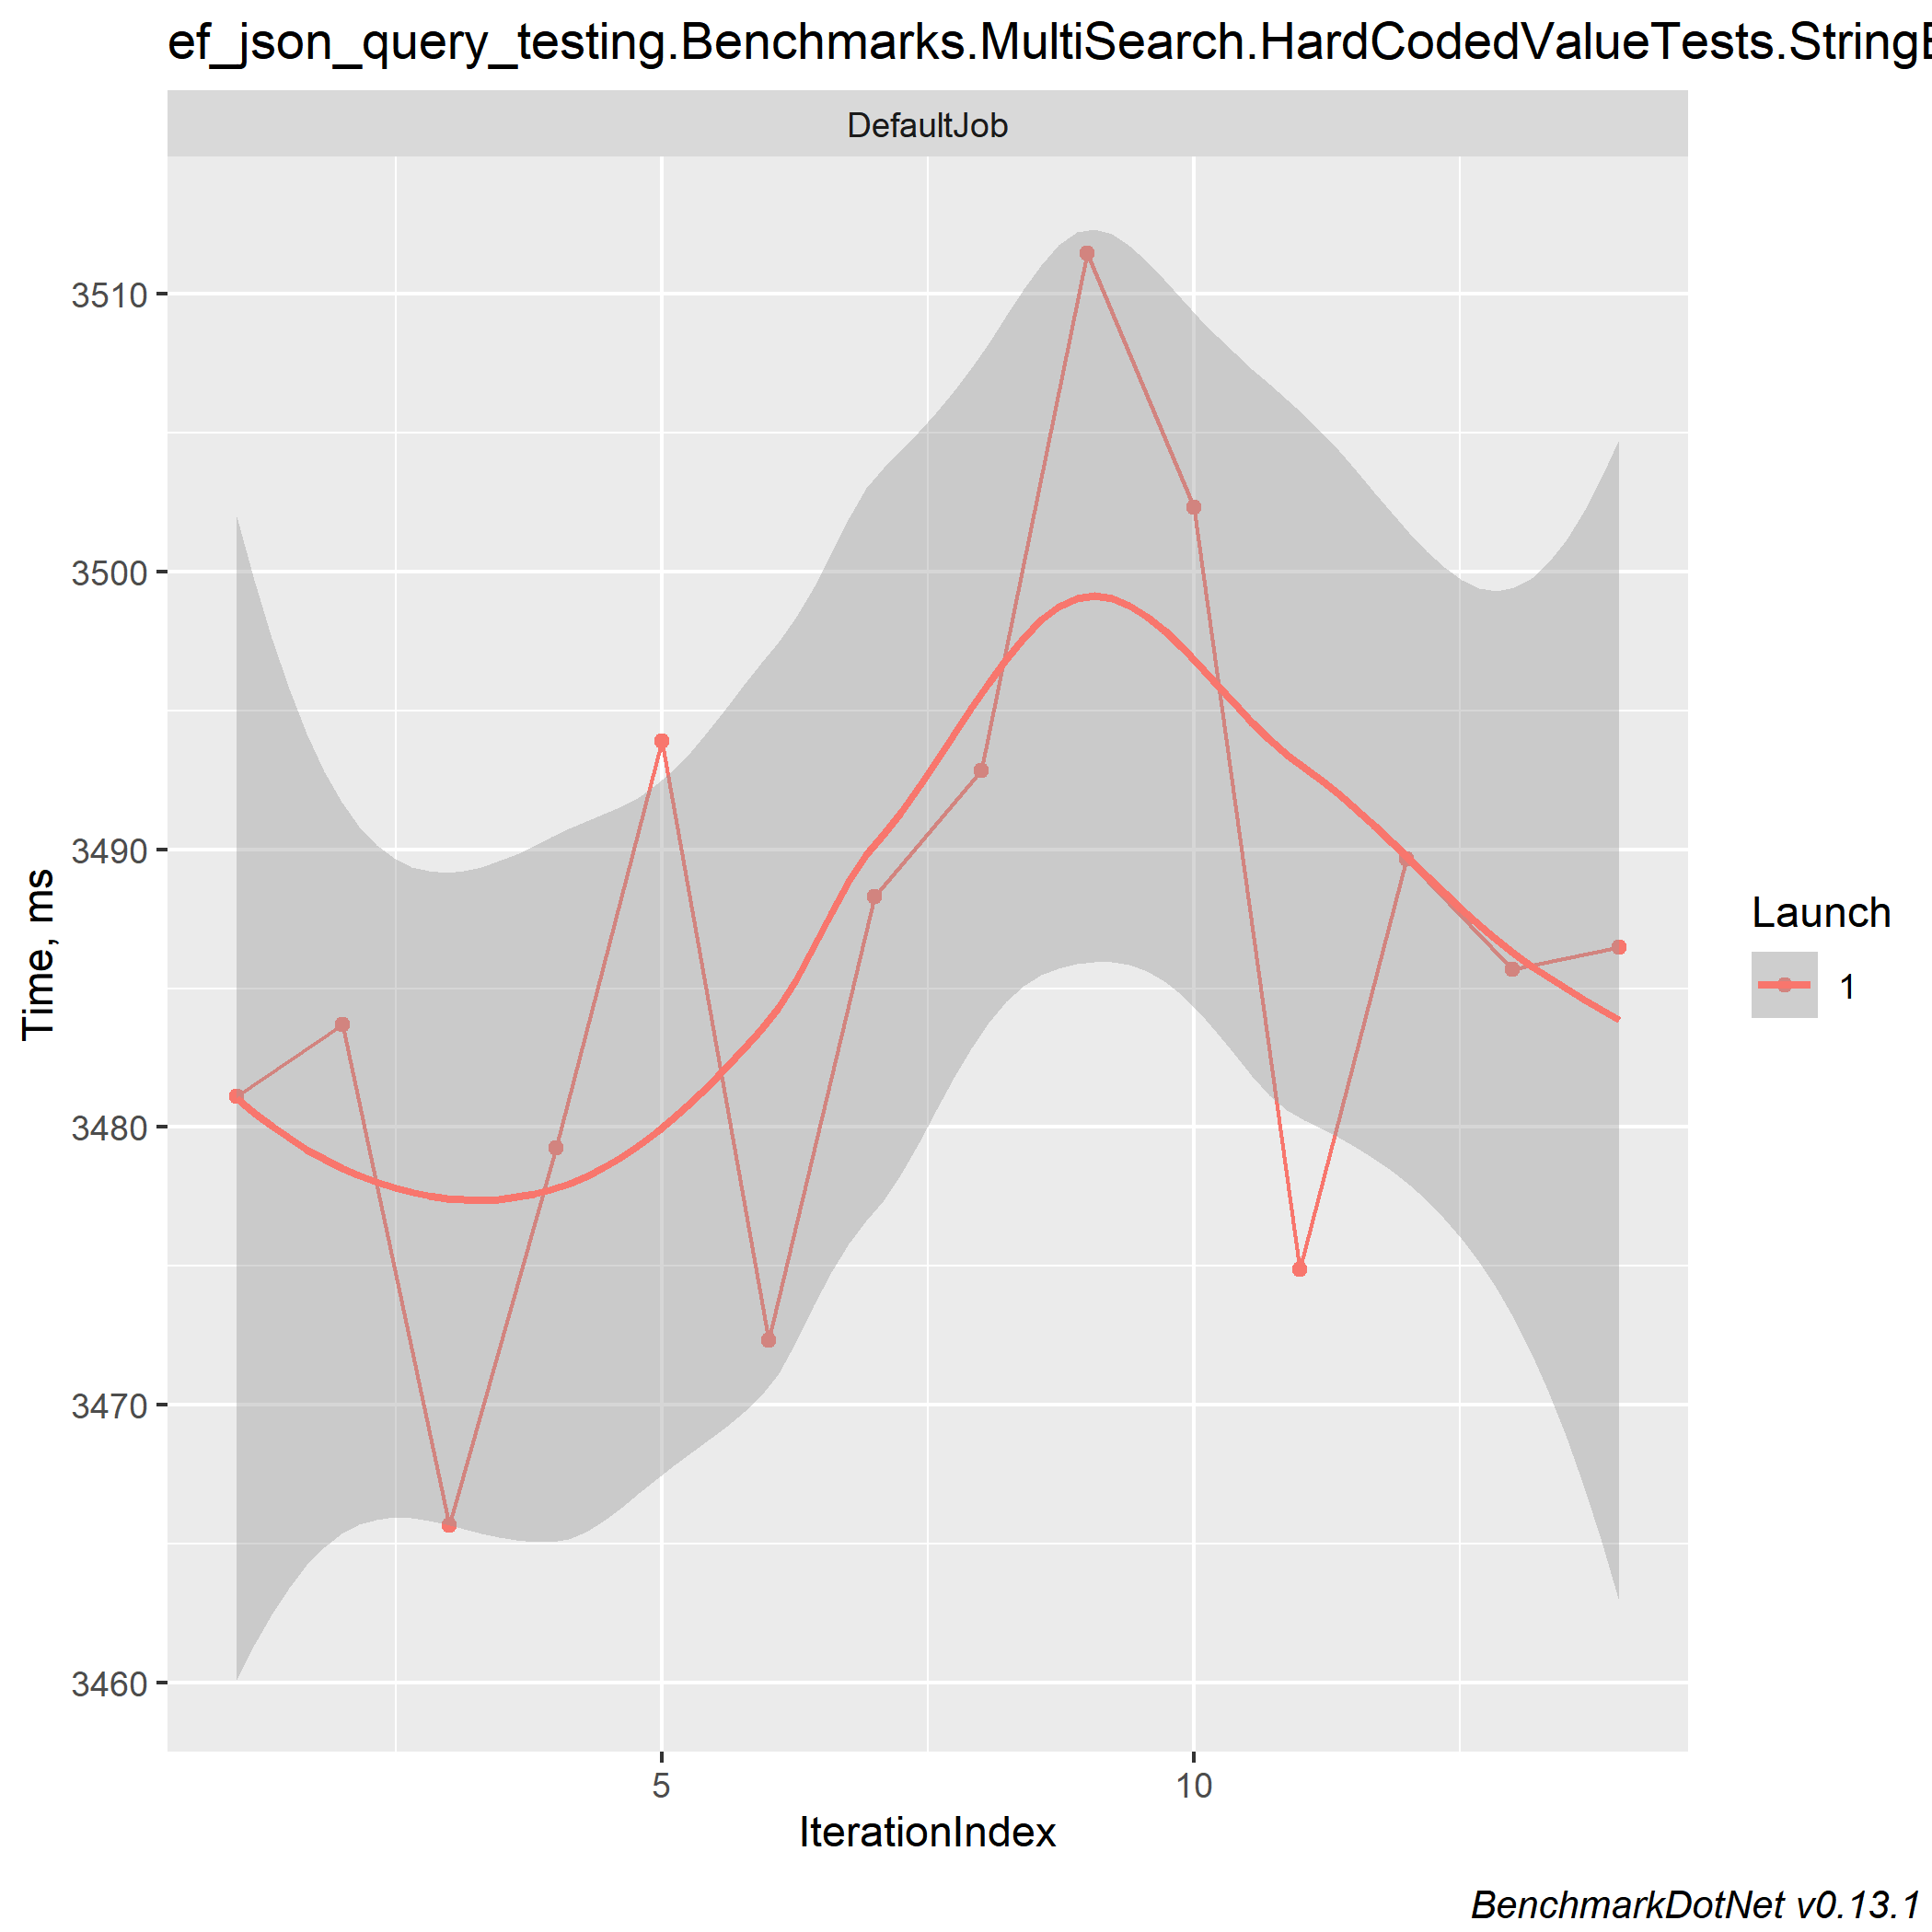 ef_json_query_testing.Benchmarks.MultiSearch.HardCodedValueTests.String
DefaultJob
3510
3500
3490
3480
3470
3460
Time, ms
5
10
IterationIndex
Launch
1
BenchmarkDotNet v0.13.1